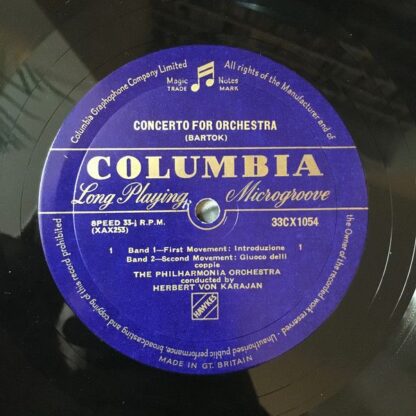 Columbia Graphophone Company Limited
All rights of the Manufacturer and of
Magic Notes
TRADE MARK
CONCERTO FOR ORCHESTRA
(BARTOK)
COLUMBIA
Long Playing Microgroove
SPEED 33⅓ R.P.M.
(XAX253)
33CX1054
1 Band 1—First Movement: Introduzione 1
Band 2—Second Movement: Giuoco delli
coppie
THE PHILHARMONIA ORCHESTRA
conducted by
HERBERT VON KARAJAN
HAWKES
the Owner of the recorded work reserved - Unauthorised public performance, broadcasting and copying of this record prohibited
MADE IN GT. BRITAIN